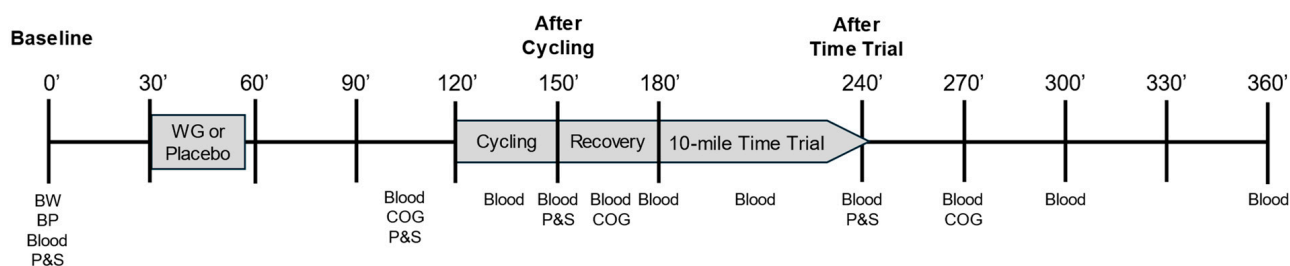 Baseline
After
Cycling
After
Time Trial
0’ 30’ 60’ 90’ 120’ 150’ 180’ 240’ 270’ 300’ 330’ 360’
WG or
Placebo
Cycling
Recovery
10-mile Time Trial
BW
BP
Blood
P&S
Blood
COG
P&S
Blood
Blood
P&S
Blood
COG
Blood
Blood
Blood
P&S
Blood
COG
Blood
Blood